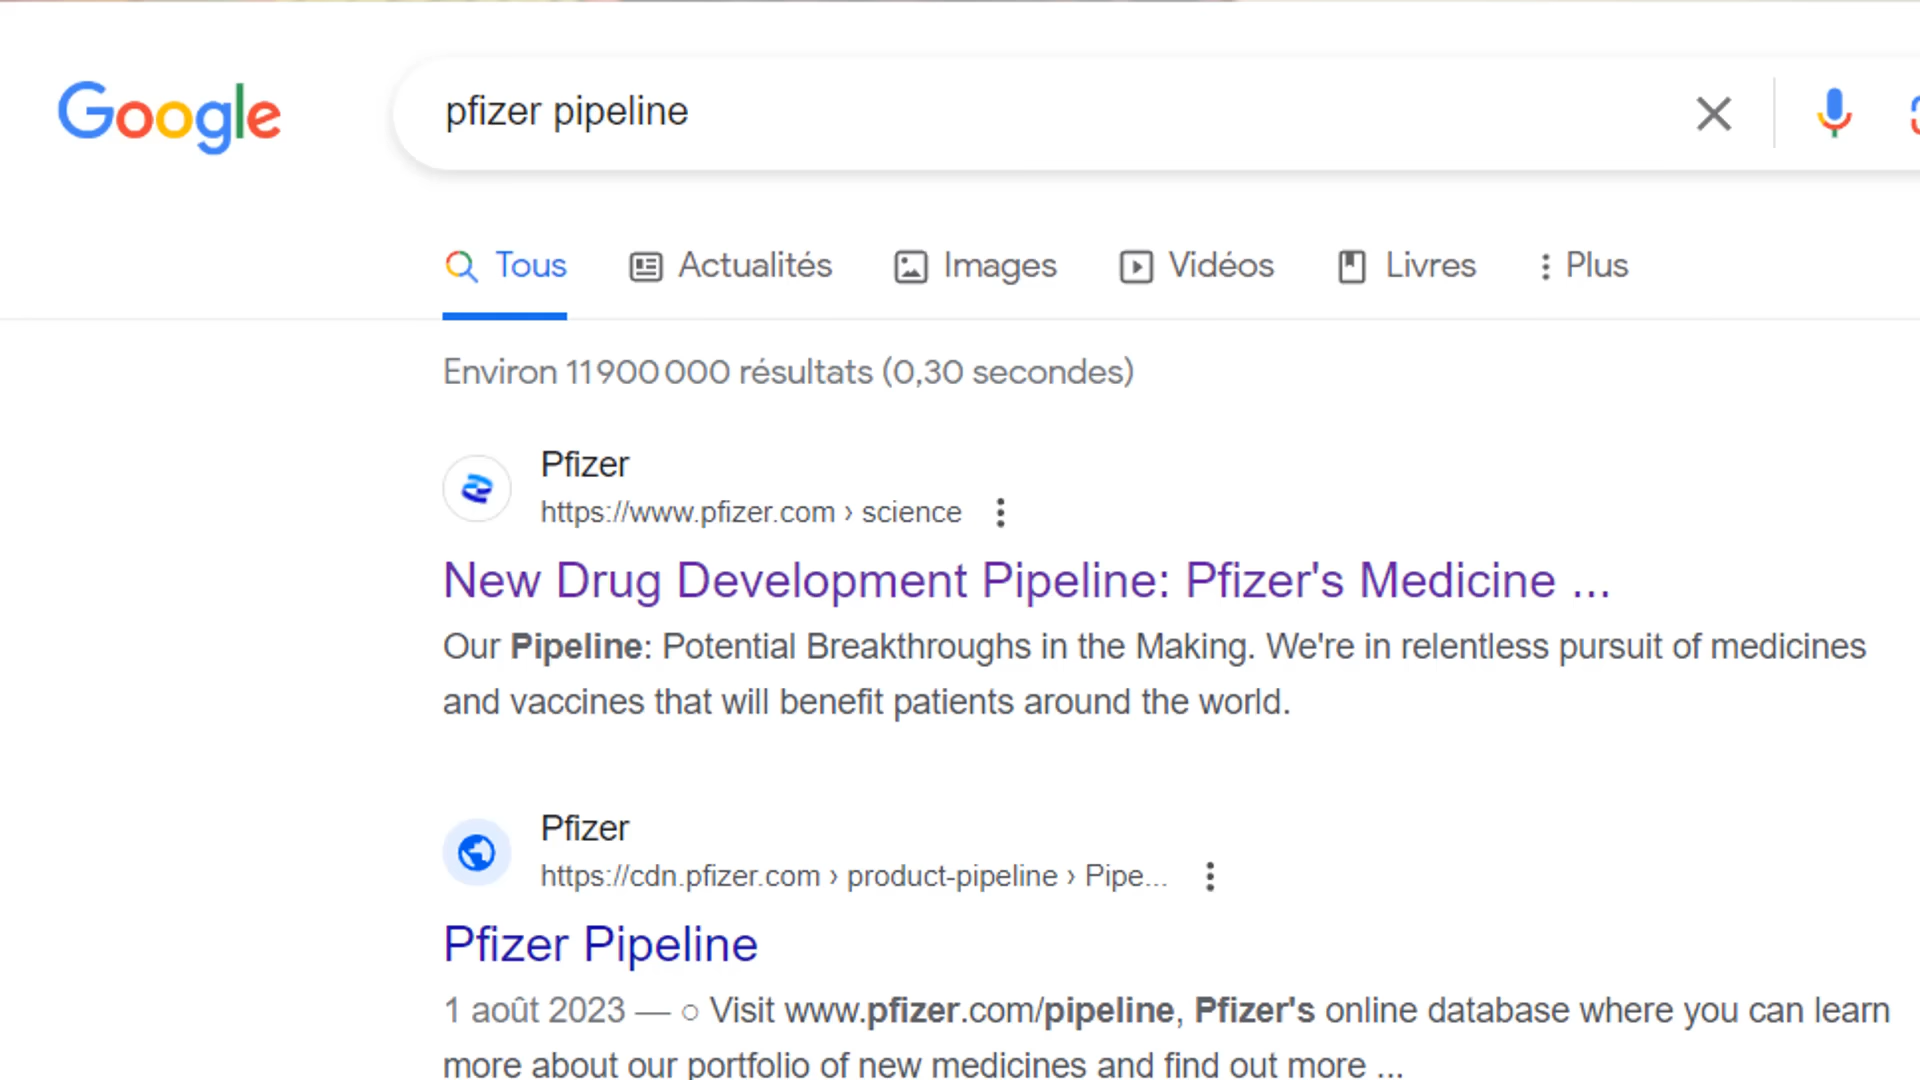 Google
pfizer pipeline
Tous Actualités Images Vidéos Livres Plus
Environ 11 900 000 résultats (0,30 secondes)
Pfizer
https://www.pfizer.com › science
New Drug Development Pipeline: Pfizer's Medicine ...
Our Pipeline: Potential Breakthroughs in the Making. We're in relentless pursuit of medicines
and vaccines that will benefit patients around the world.
Pfizer
https://cdn.pfizer.com › product-pipeline › Pipe...
Pfizer Pipeline
1 août 2023 — ○ Visit www.pfizer.com/pipeline, Pfizer's online database where you can learn
more about our portfolio of new medicines and find out more ...